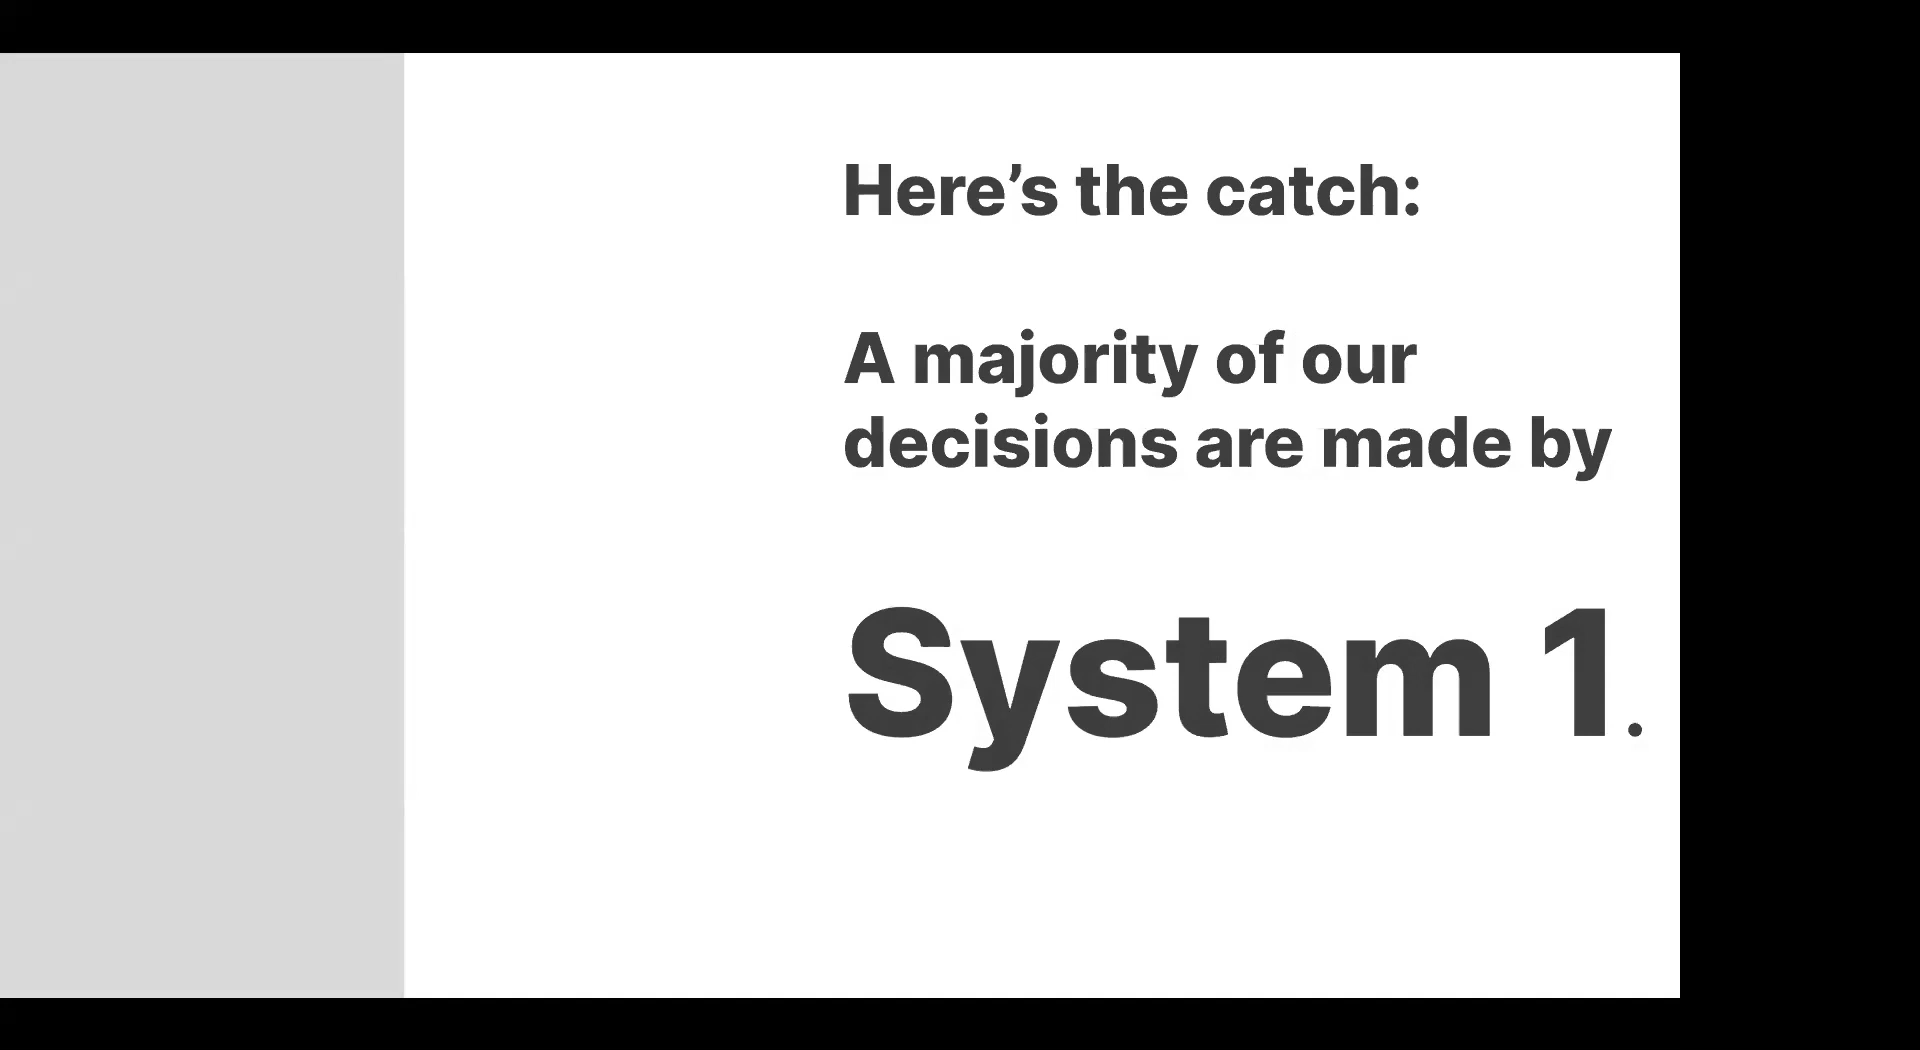 Here’s the catch:
A majority of our
decisions are made by
System 1.